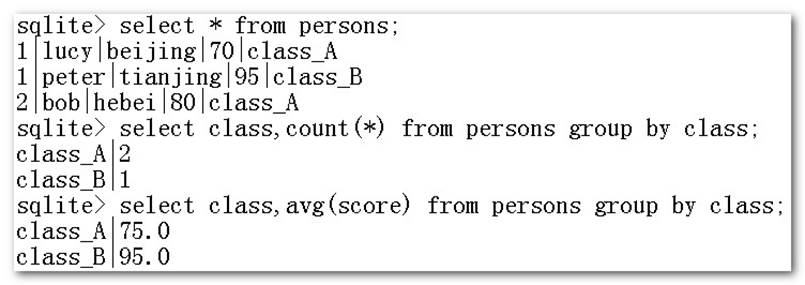 sqlite> select * from persons;
1|lucy|beijing|70|class_A
1|peter|tianjing|95|class_B
2|bob|hebei|80|class_A
sqlite> select class,count(*) from persons group by class;
class_A|2
class_B|1
sqlite> select class,avg(score) from persons group by class;
class_A|75.0
class_B|95.0